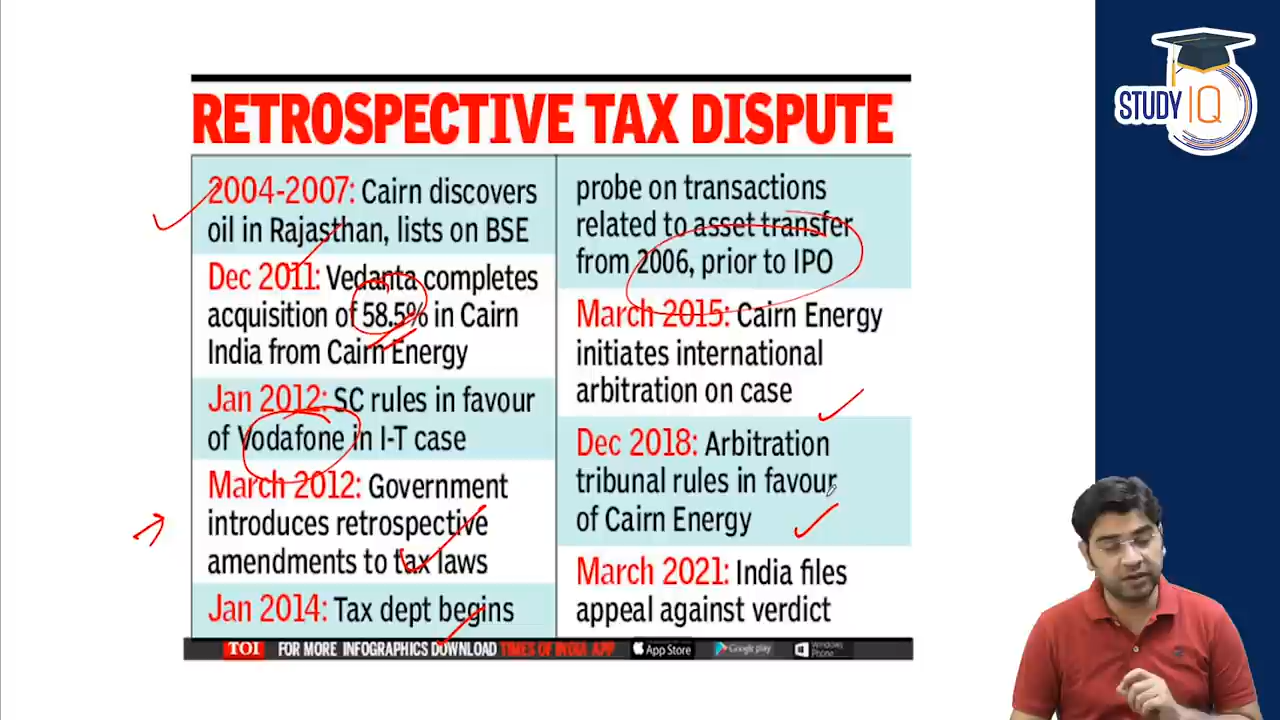 STUDY IQ
RETROSPECTIVE TAX DISPUTE
2004-2007: Cairn discovers
oil in Rajasthan, lists on BSE
Dec 2011: Vedanta completes
acquisition of 58.5% in Cairn
India from Cairn Energy
Jan 2012: SC rules in favour
of Vodafone in I-T case
March 2012: Government
introduces retrospective
amendments to tax laws
Jan 2014: Tax dept begins
probe on transactions
related to asset transfer
from 2006, prior to IPO
March 2015: Cairn Energy
initiates international
arbitration on case
Dec 2018: Arbitration
tribunal rules in favour
of Cairn Energy
March 2021: India files
appeal against verdict
TOI FOR MORE INFOGRAPHICS DOWNLOAD TIMES OF INDIA APP App Store Google play Windows Phone